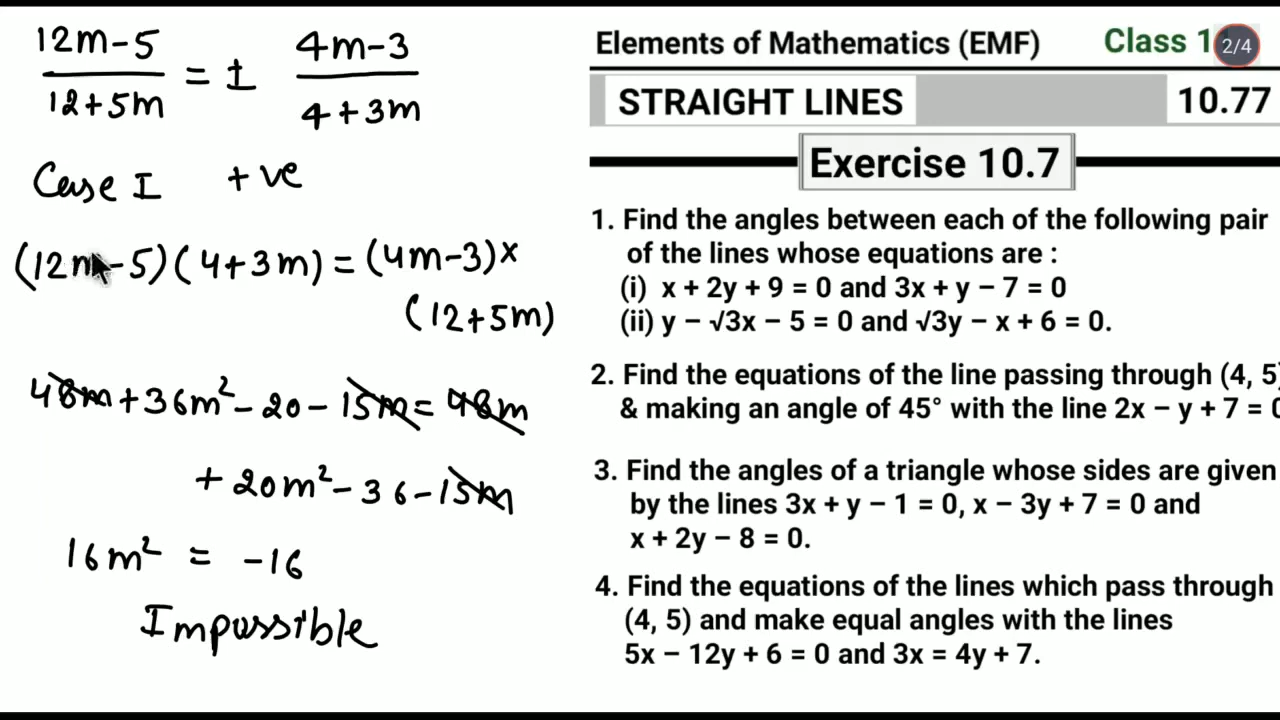 12m-5 / 12+5m = ± 4m-3 / 4+3m
Case I +ve
(12m-5)(4+3m) = (4m-3)×
(12+5m)
48m+36m²-20-15m = 48m
+20m²-36-15m
16m² = -16
Impossible
Elements of Mathematics (EMF) Class 1
2/4
STRAIGHT LINES 10.77
Exercise 10.7
1. Find the angles between each of the following pair
of the lines whose equations are :
(i) x + 2y + 9 = 0 and 3x + y – 7 = 0
(ii) y – √3x – 5 = 0 and √3y – x + 6 = 0.
2. Find the equations of the line passing through (4, 5)
& making an angle of 45° with the line 2x – y + 7 = 0
3. Find the angles of a triangle whose sides are given
by the lines 3x + y – 1 = 0, x – 3y + 7 = 0 and
x + 2y – 8 = 0.
4. Find the equations of the lines which pass through
(4, 5) and make equal angles with the lines
5x – 12y + 6 = 0 and 3x = 4y + 7.